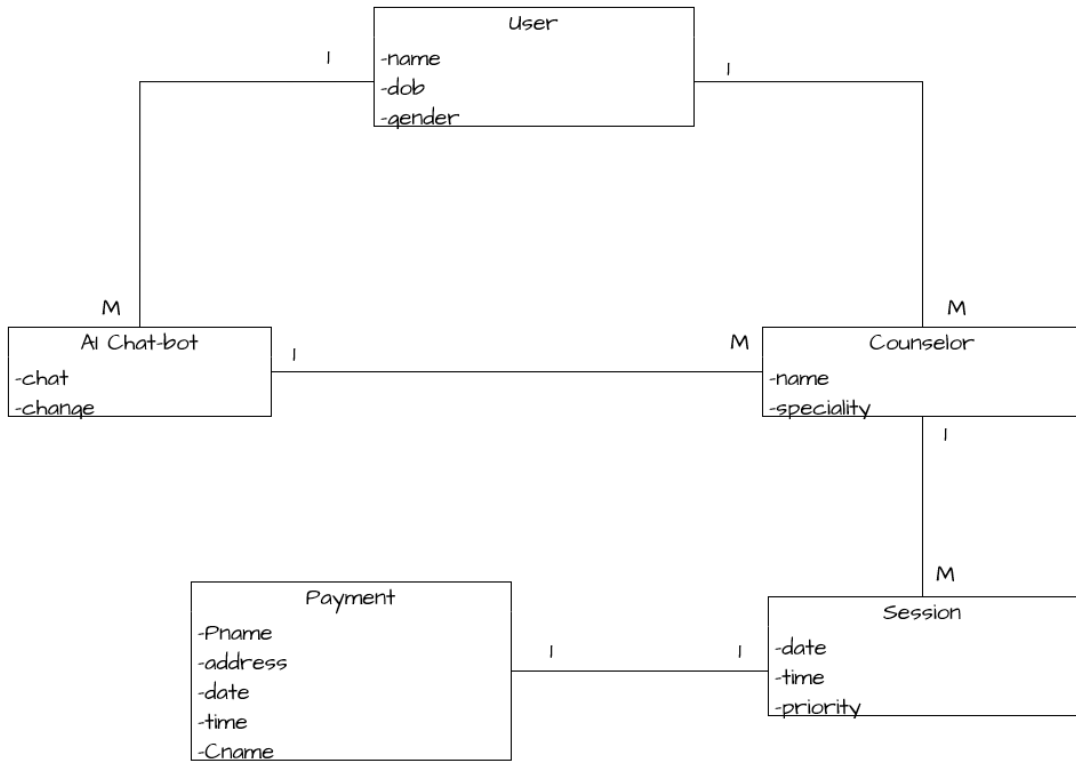 User
-name
-dob
-gender
1
1
M
M
AI Chat-bot
-chat
-change
1
M
Counselor
-name
-speciality
1
M
Payment
-Pname
-address
-date
-time
-Cname
1
1
Session
-date
-time
-priority